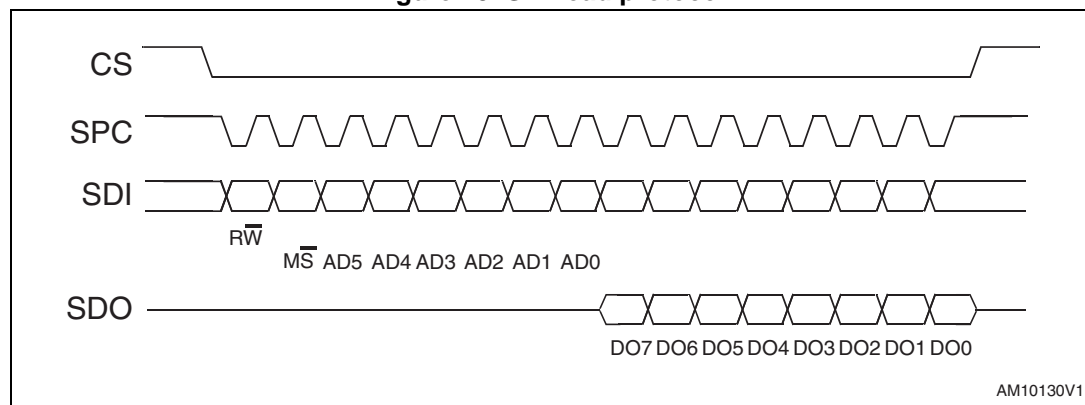 CS
SPC
SDI
RW
MS AD5 AD4 AD3 AD2 AD1 AD0
SDO
DO7 DO6 DO5 DO4 DO3 DO2 DO1 DO0
AM10130V1